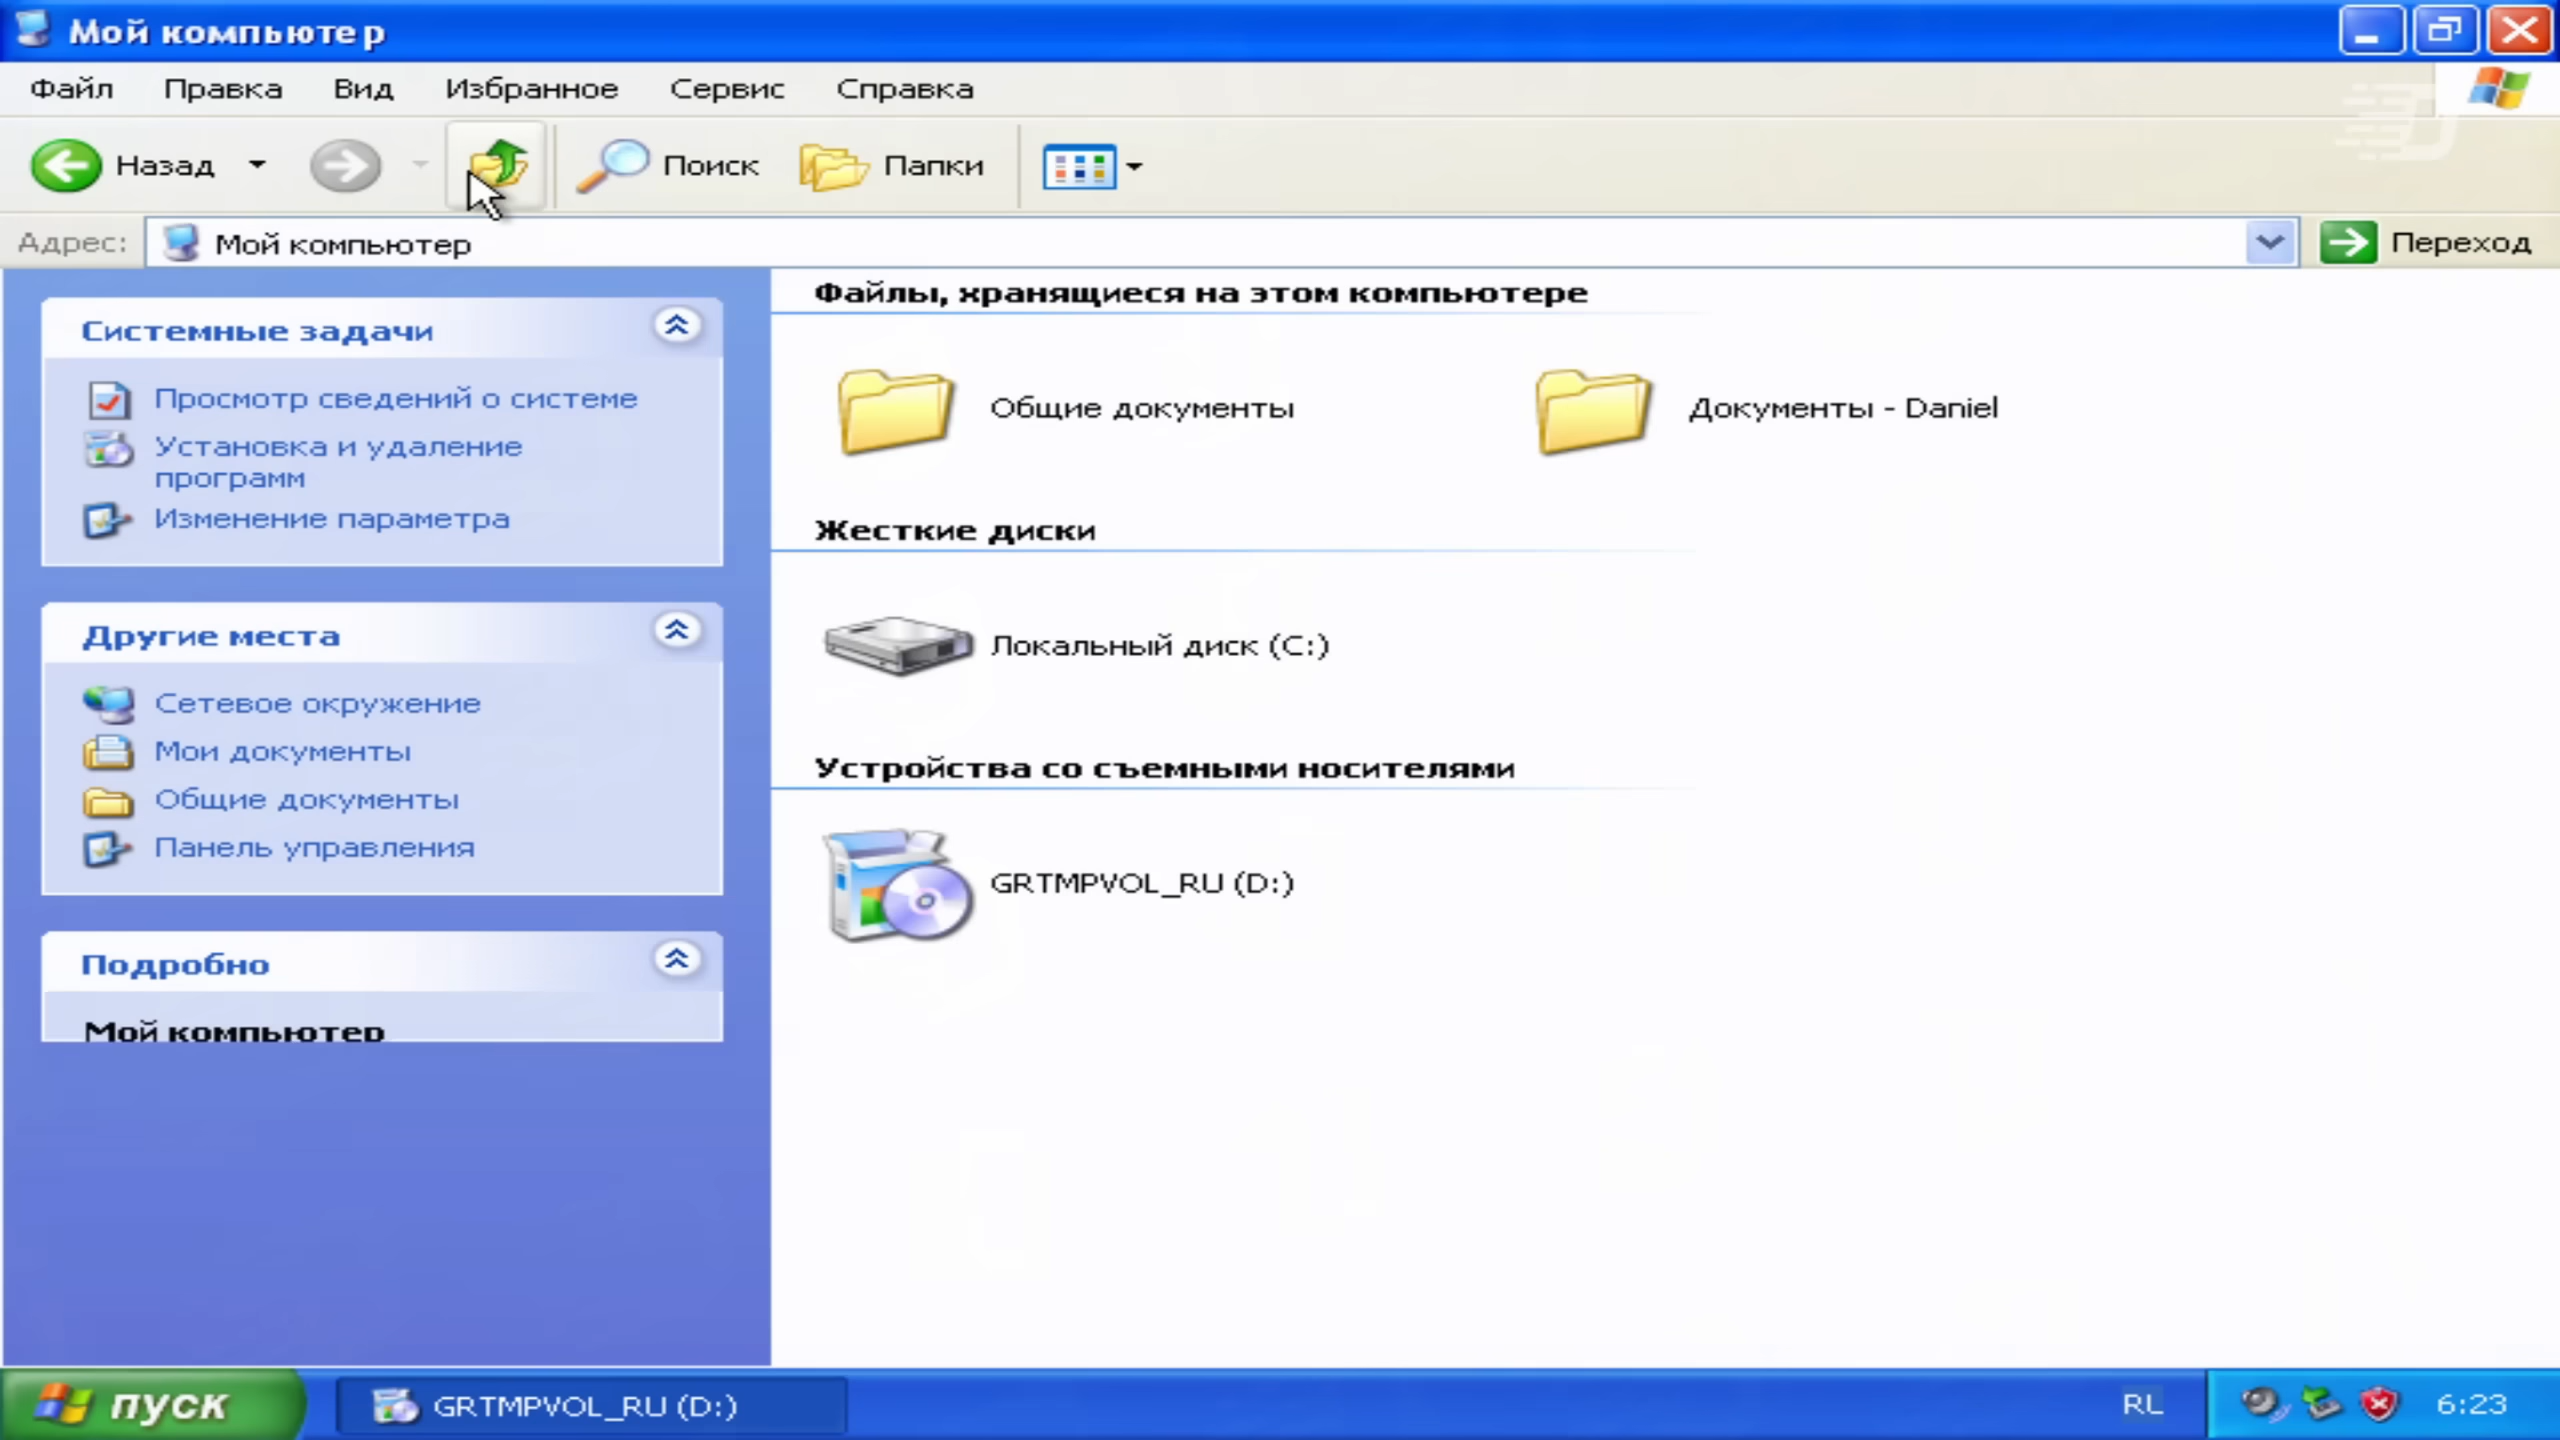 Мой компьютер
Файл Правка Вид Избранное Сервис Справка
Назад Поиск Папки
Адрес: Мой компьютер Переход
Системные задачи
Просмотр сведений о системе
Установка и удаление
программ
Изменение параметра
Другие места
Сетевое окружение
Мои документы
Общие документы
Панель управления
Подробно
Мой компьютер
Файлы, хранящиеся на этом компьютере
Общие документы
Документы - Daniel
Жесткие диски
Локальный диск (C:)
Устройства со съемными носителями
GRTMPVOL_RU (D:)
пуск
GRTMPVOL_RU (D:)
RL
6:23